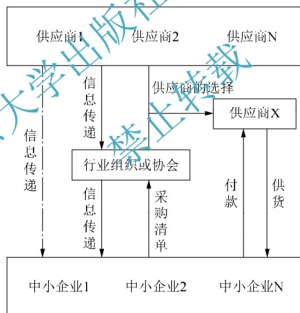 供应商1 供应商2 供应商N
信息传递
信息传递
供应商的选择
供应商X
行业组织或协会
信息传递
采购清单
付款
供货
中小企业1 中小企业2 中小企业N
大学出版社
禁止转载